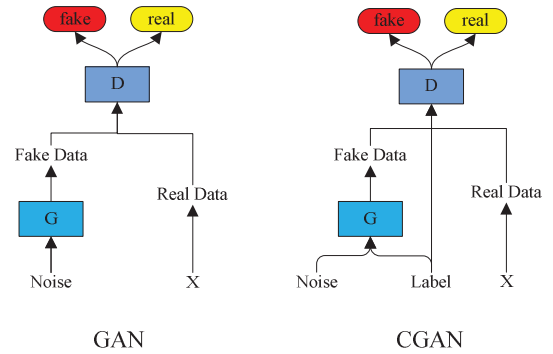 fake real
D
Fake Data
Real Data
G
Noise X
GAN
fake real
D
Fake Data
Real Data
G
Noise Label X
CGAN